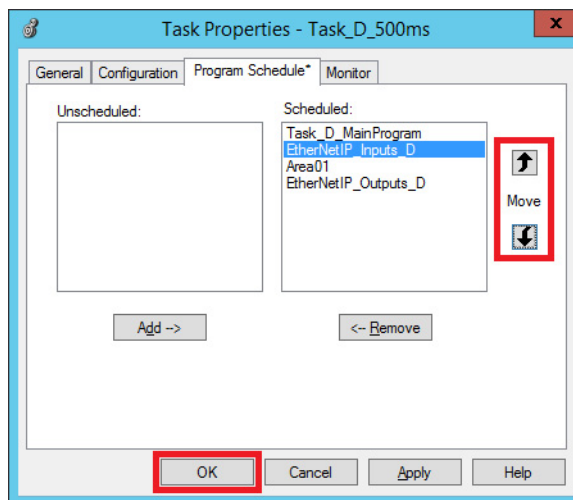 Task Properties - Task_D_500ms
x
General Configuration Program Schedule* Monitor
Unscheduled:
Scheduled:
Task_D_MainProgram
EtherNetIP_Inputs_D
Area01
EtherNetIP_Outputs_D
Move
Add -->
<-- Remove
OK Cancel Apply Help